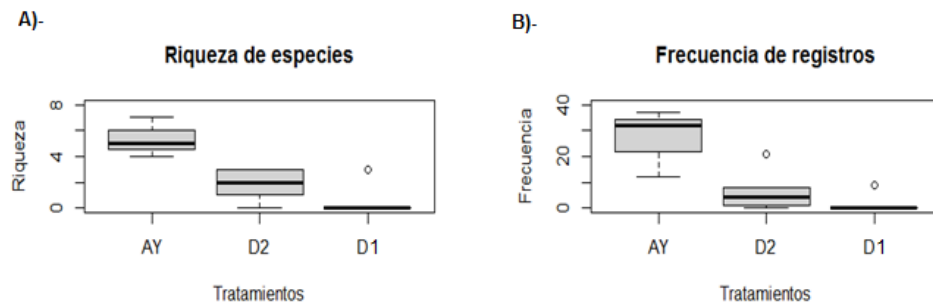 A)-
Riqueza de especies
Riqueza
8
4
0
AY
D2
D1
Tratamientos
B)-
Frecuencia de registros
Frecuencia
40
20
0
AY
D2
D1
Tratamientos